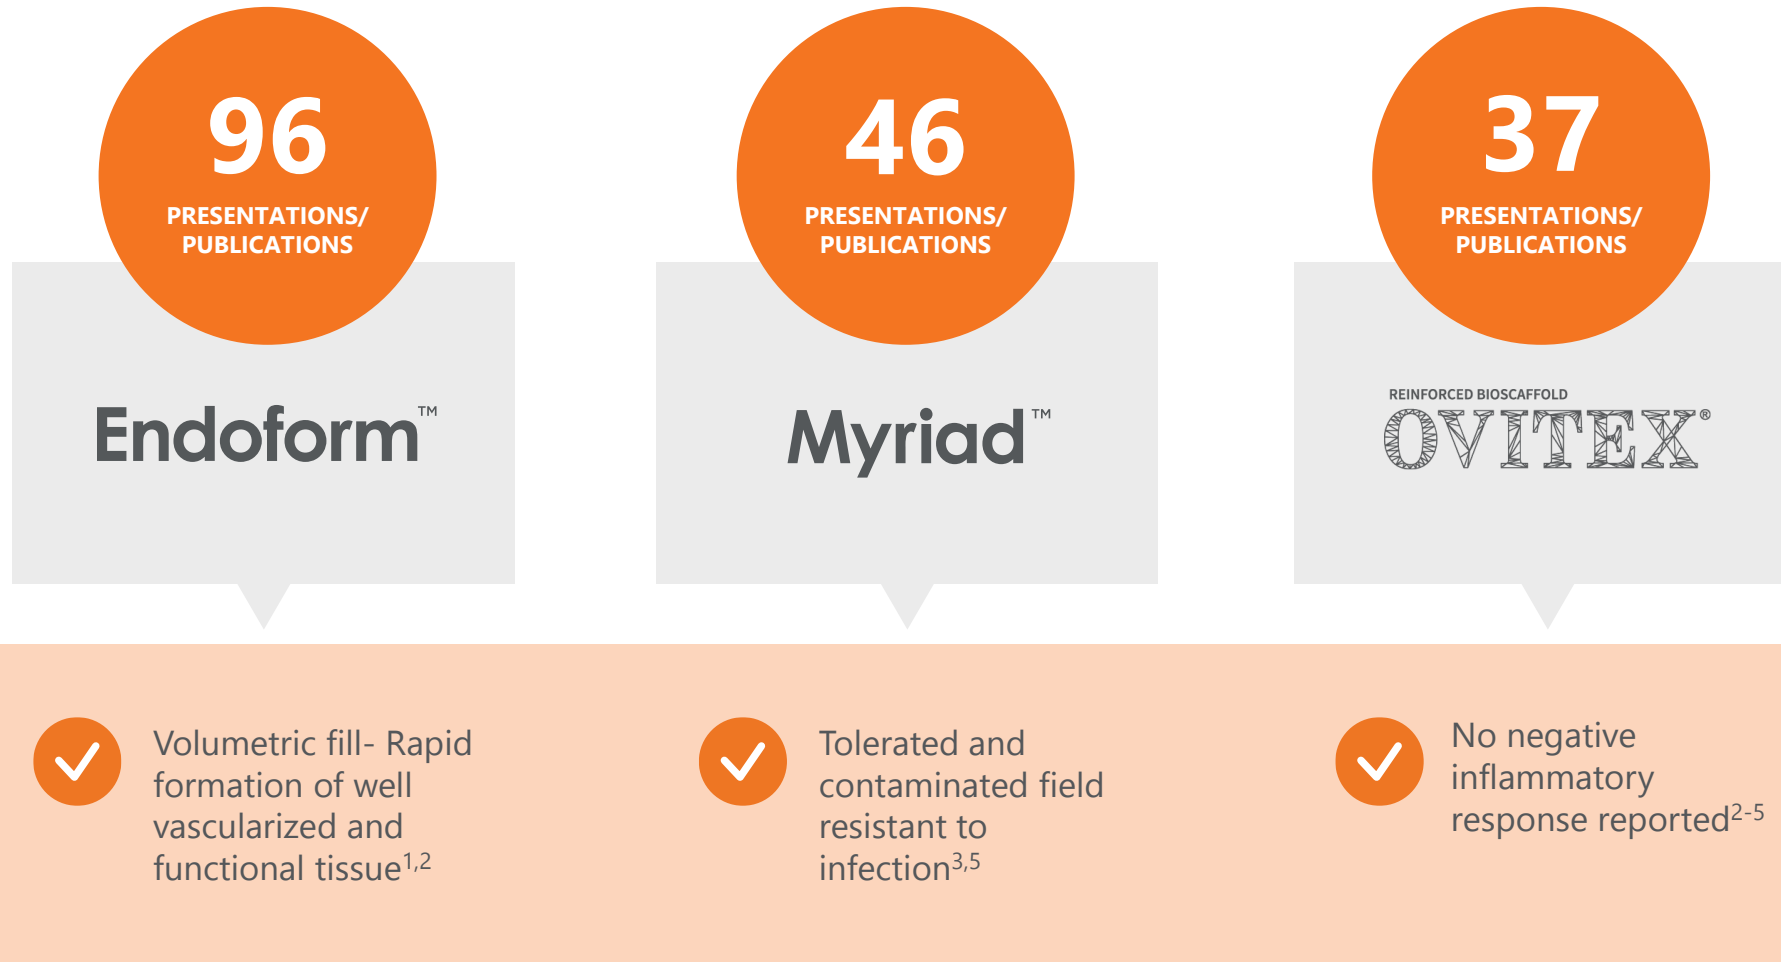 96
PRESENTATIONS/
PUBLICATIONS
Endoform™
Volumetric fill- Rapid
formation of well
vascularized and
functional tissue1,2
46
PRESENTATIONS/
PUBLICATIONS
Myriad™
Tolerated and
contaminated field
resistant to
infection3,5
37
PRESENTATIONS/
PUBLICATIONS
REINFORCED BIOSCAFFOLD
OVITEX®
No negative
inflammatory
response reported2-5